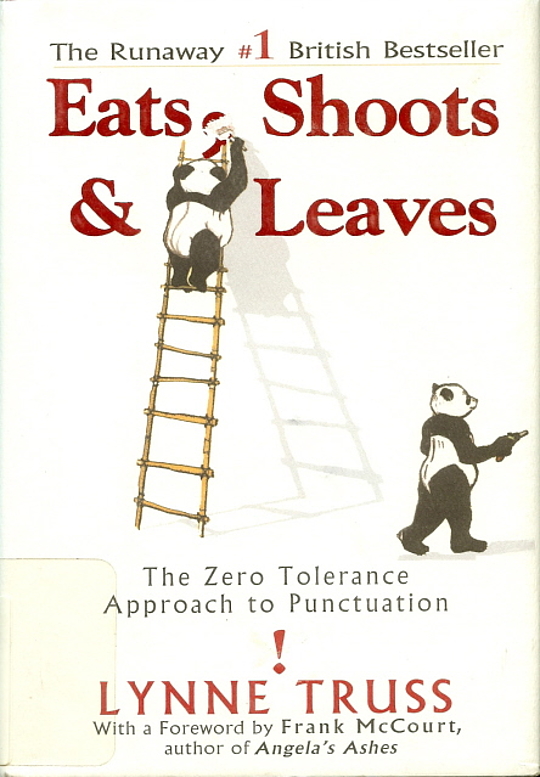 The Runaway #1 British Bestseller
Eats Shoots
& Leaves
The Zero Tolerance
Approach to Punctuation
!
LYNNE TRUSS
With a Foreword by Frank McCourt,
author of Angela's Ashes